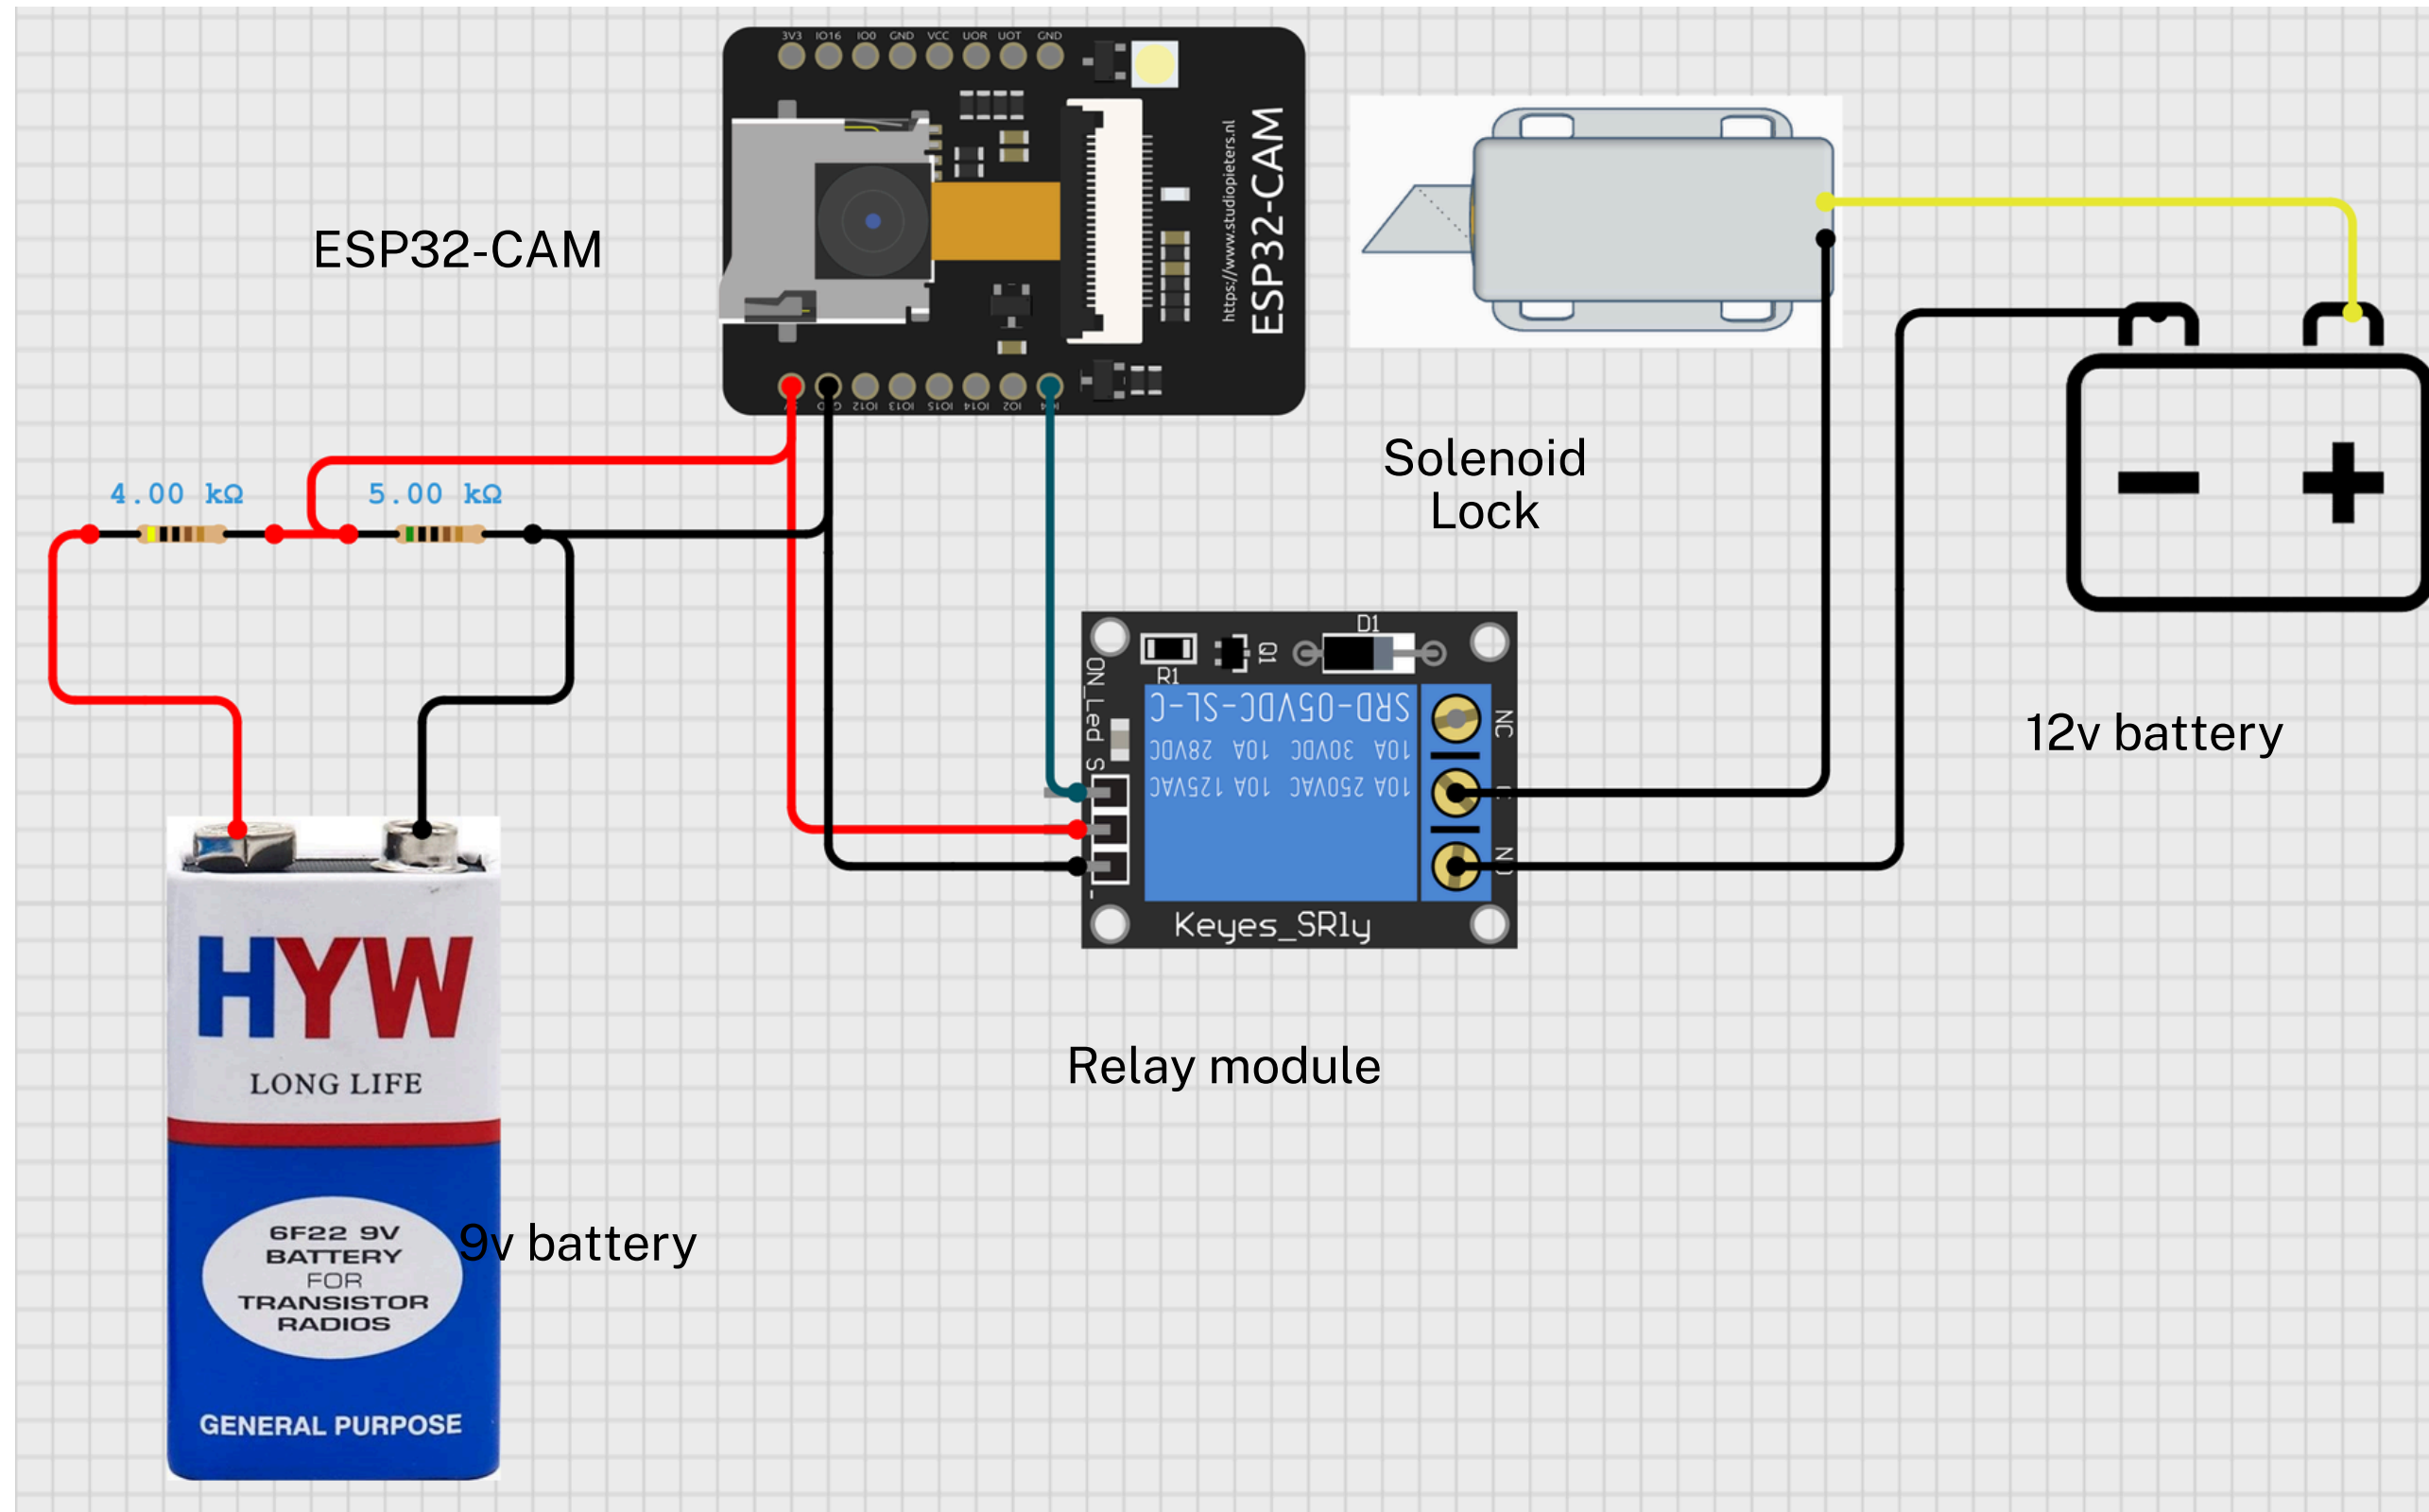 3V3 IO16 IO0 GND VCC UOR UOT GND
https://www.studiopieters.nl
ESP32-CAM
ESP32-CAM
IO12 IO13 IO15 IO14 IO2 IO4
4.00 kΩ
5.00 kΩ
Solenoid
Lock
12v battery
D1
Q1
R1
ON_Led
S
-
SRD-05VDC-SL-C
10A 30VDC 10A 28VDC
10A 250VAC 10A 125VAC
NC
C
NO
Keyes_SRly
Relay module
HYW
LONG LIFE
6F22 9V
BATTERY
FOR
TRANSISTOR
RADIOS
9v battery
GENERAL PURPOSE